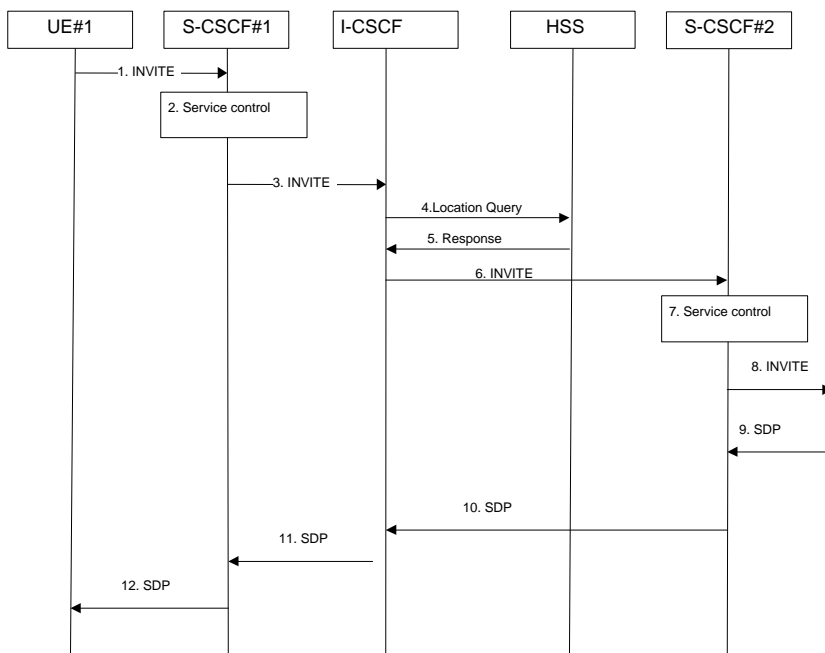 UE#1
S-CSCF#1
I-CSCF
HSS
S-CSCF#2
1. INVITE
2. Service control
3. INVITE
4.Location Query
5. Response
6. INVITE
7. Service control
8. INVITE
9. SDP
10. SDP
11. SDP
12. SDP